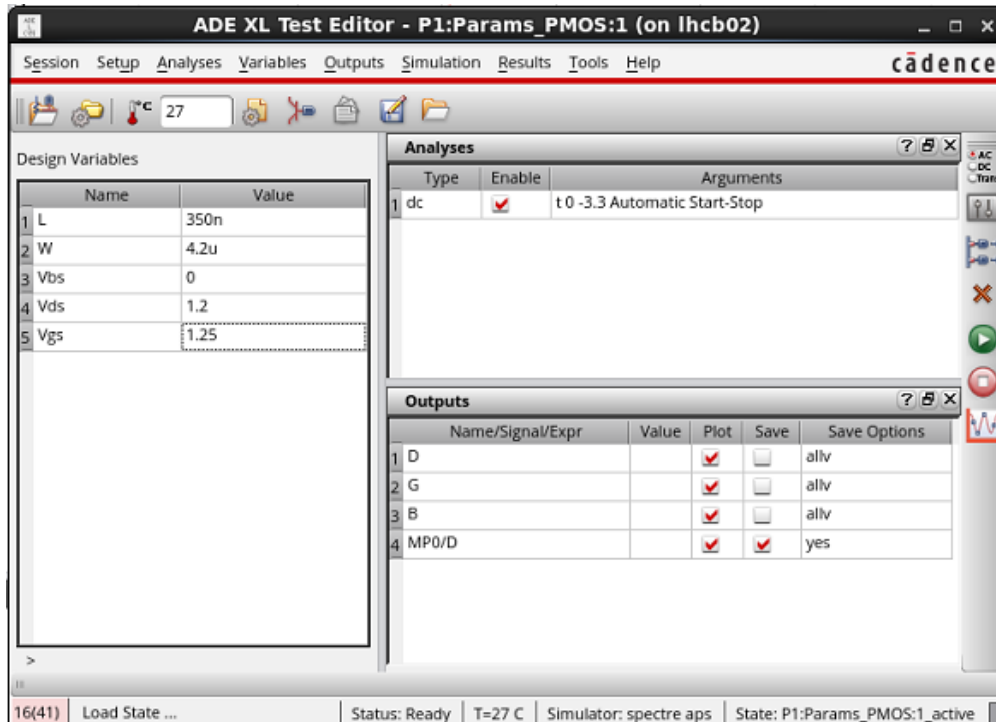 ADE XL Test Editor - P1:Params_PMOS:1 (on lhcb02)
Session Setup Analyses Variables Outputs Simulation Results Tools Help cādence
°C 27
Design Variables
Name Value
1 L 350n
2 W 4.2u
3 Vbs 0
4 Vds 1.2
5 Vgs 1.25
>
Analyses ?
Type Enable Arguments
1 dc t 0 -3.3 Automatic Start-Stop
Outputs ?
Name/Signal/Expr Value Plot Save Save Options
1 D allv
2 G allv
3 B allv
4 MP0/D yes
AC
DC
Tran
16(41) Load State ... Status: Ready T=27 C Simulator: spectre aps State: P1:Params_PMOS:1_active